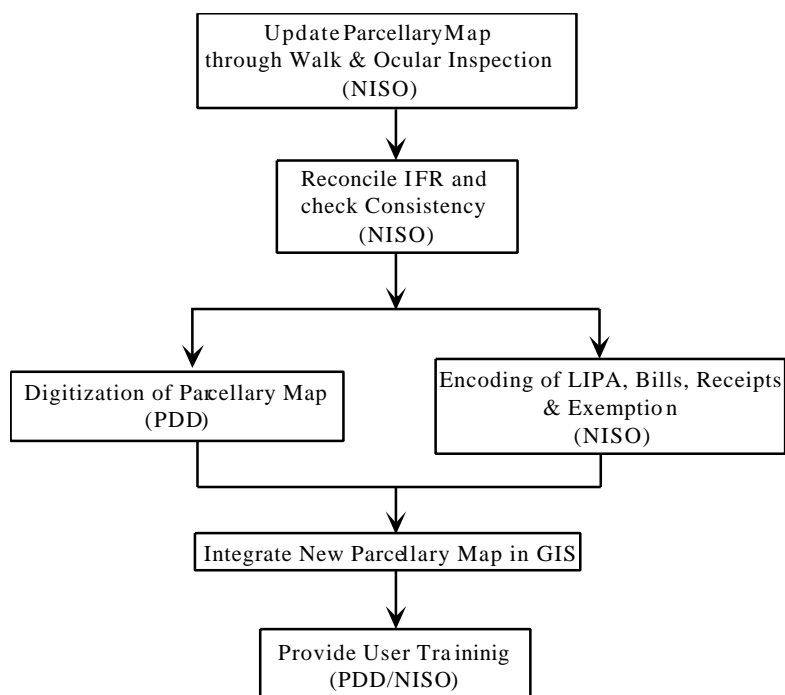 Update Parcellary Map
through Walk & Ocular Inspection
(NISO)
Reconcile IFR and
check Consistency
(NISO)
Digitization of Parcellary Map
(PDD)
Encoding of LIPA, Bills, Receipts
& Exemption
(NISO)
Integrate New Parcellary Map in GIS
Provide User Traininig
(PDD/NISO)